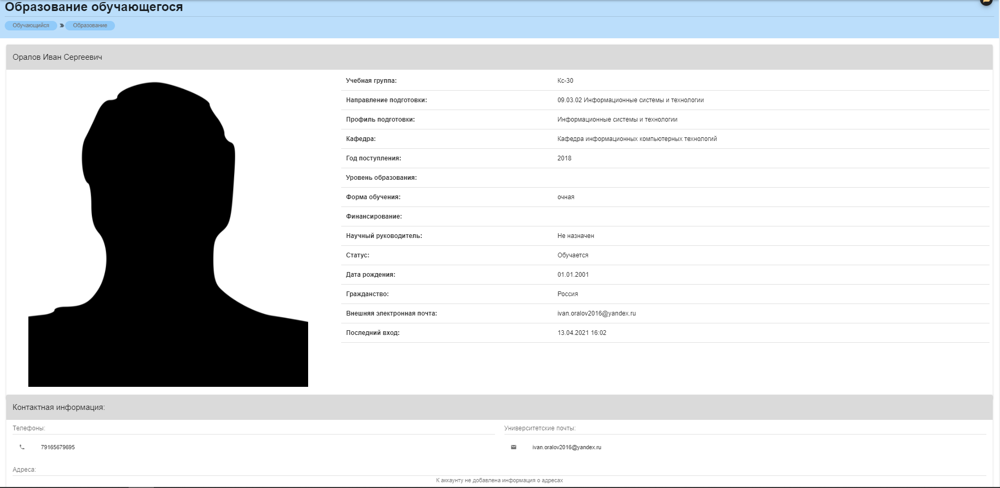 Образование обучающегося
Обучающийся Образование
Оралов Иван Сергеевич
Учебная группа: Кс-30
Направление подготовки: 09.03.02 Информационные системы и технологии
Профиль подготовки: Информационные системы и технологии
Кафедра: Кафедра информационных компьютерных технологий
Год поступления: 2018
Уровень образования:
Форма обучения: очная
Финансирование:
Научный руководитель: Не назначен
Статус: Обучается
Дата рождения: 01.01.2001
Гражданство: Россия
Внешняя электронная почта: ivan.oralov2016@yandex.ru
Последний вход: 13.04.2021 16:02
Контактная информация:
Телефоны: Университетские почты:
79165679695 ivan.oralov2016@yandex.ru
Адреса:
К аккаунту не добавлена информация о адресах